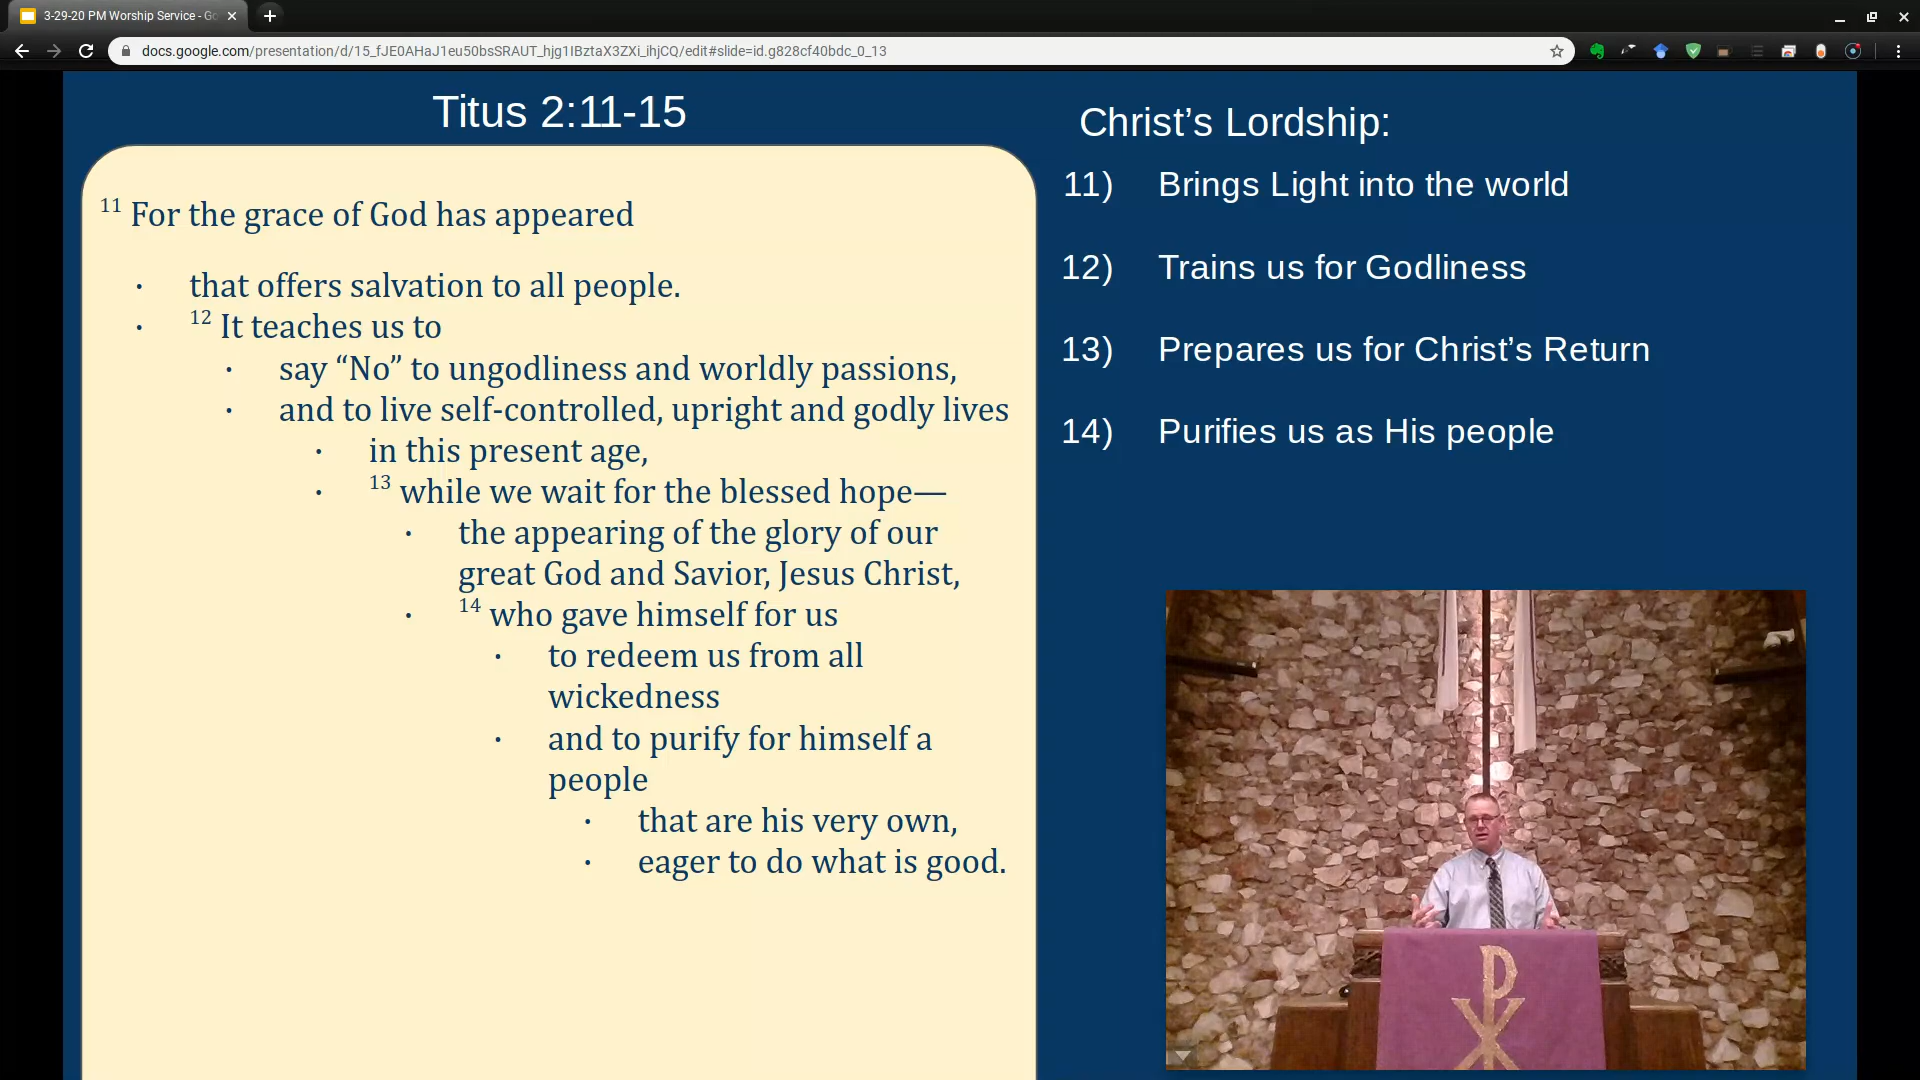 3-29-20 PM Worship Service - Go
docs.google.com/presentation/d/15_fJE0AHaJ1eu50bsSRAUT_hjg1IBztaX3ZXi_ihjCQ/edit#slide=id.g828cf40bdc_0_13
Titus 2:11-15
11 For the grace of God has appeared
· that offers salvation to all people.
· 12 It teaches us to
· say “No” to ungodliness and worldly passions,
· and to live self-controlled, upright and godly lives
· in this present age,
· 13 while we wait for the blessed hope—
· the appearing of the glory of our
great God and Savior, Jesus Christ,
· 14 who gave himself for us
· to redeem us from all
wickedness
· and to purify for himself a
people
· that are his very own,
· eager to do what is good.
Christ’s Lordship:
11) Brings Light into the world
12) Trains us for Godliness
13) Prepares us for Christ’s Return
14) Purifies us as His people